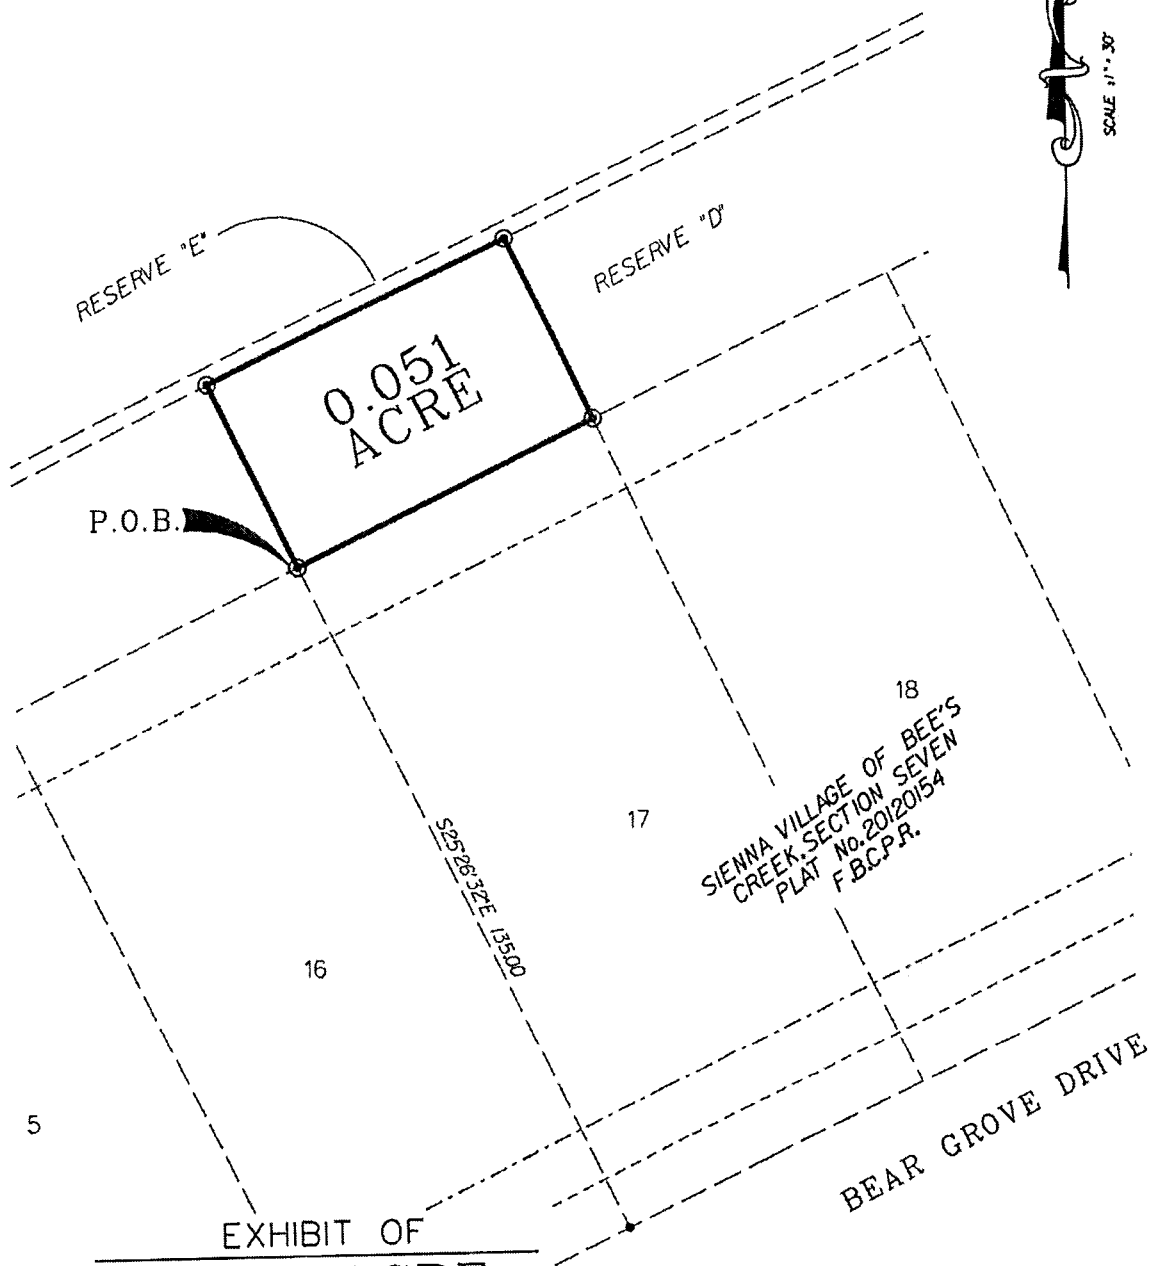 SCALE : 1" = 30'
RESERVE "E"
RESERVE "D"
0.051
ACRE
P.O.B.
18
SIENNA VILLAGE OF BEE'S
CREEK, SECTION SEVEN
PLAT No. 20120154
F.B.C.P.R.
17
S25°26'32"E 135.00
16
5
BEAR GROVE DRIVE
EXHIBIT OF